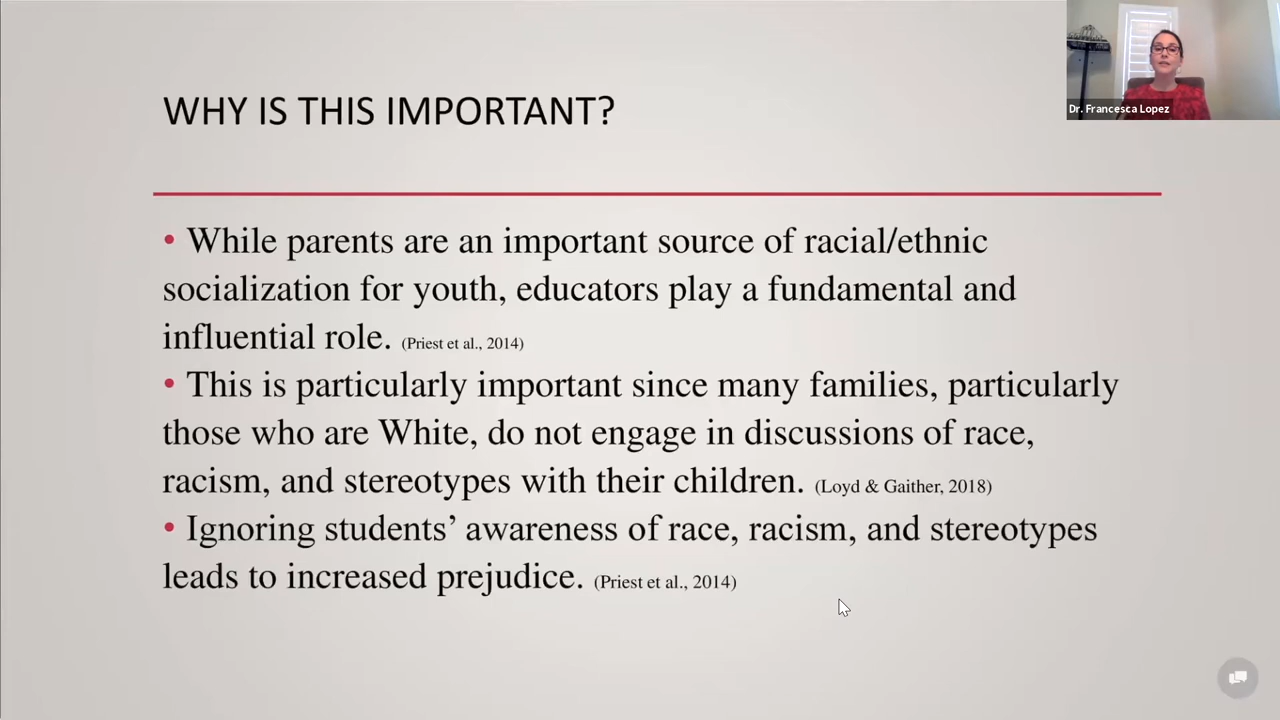 WHY IS THIS IMPORTANT?
Dr. Francesca Lopez
• While parents are an important source of racial/ethnic
socialization for youth, educators play a fundamental and
influential role. (Priest et al., 2014)
• This is particularly important since many families, particularly
those who are White, do not engage in discussions of race,
racism, and stereotypes with their children. (Loyd & Gaither, 2018)
• Ignoring students’ awareness of race, racism, and stereotypes
leads to increased prejudice. (Priest et al., 2014)